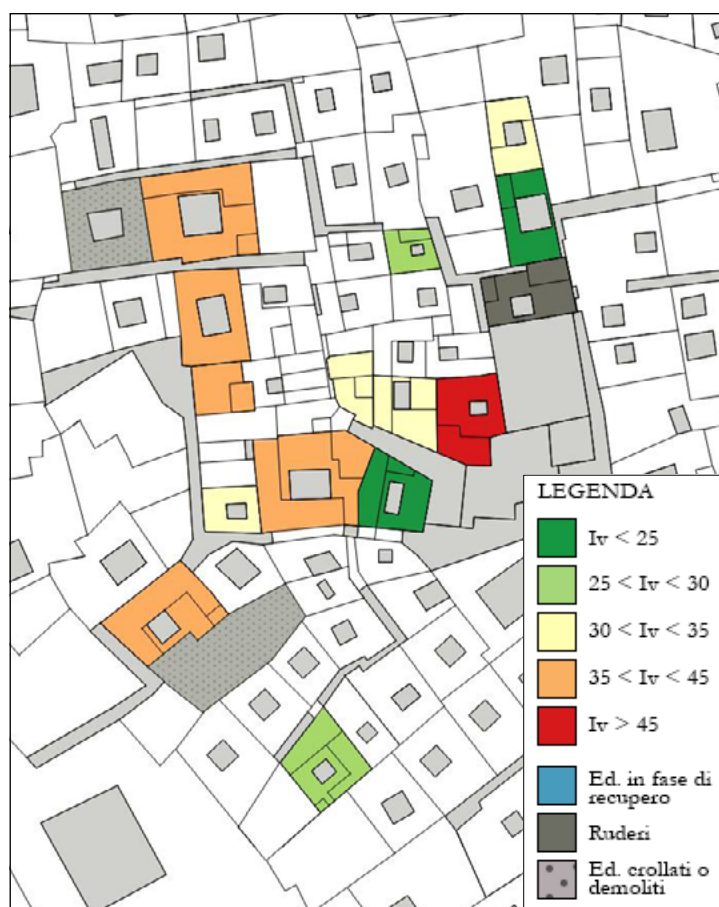 LEGENDA
Iv < 25
25 < Iv < 30
30 < Iv < 35
35 < Iv < 45
Iv > 45
Ed. in fase di
recupero
Ruderi
Ed. crollati o
demoliti